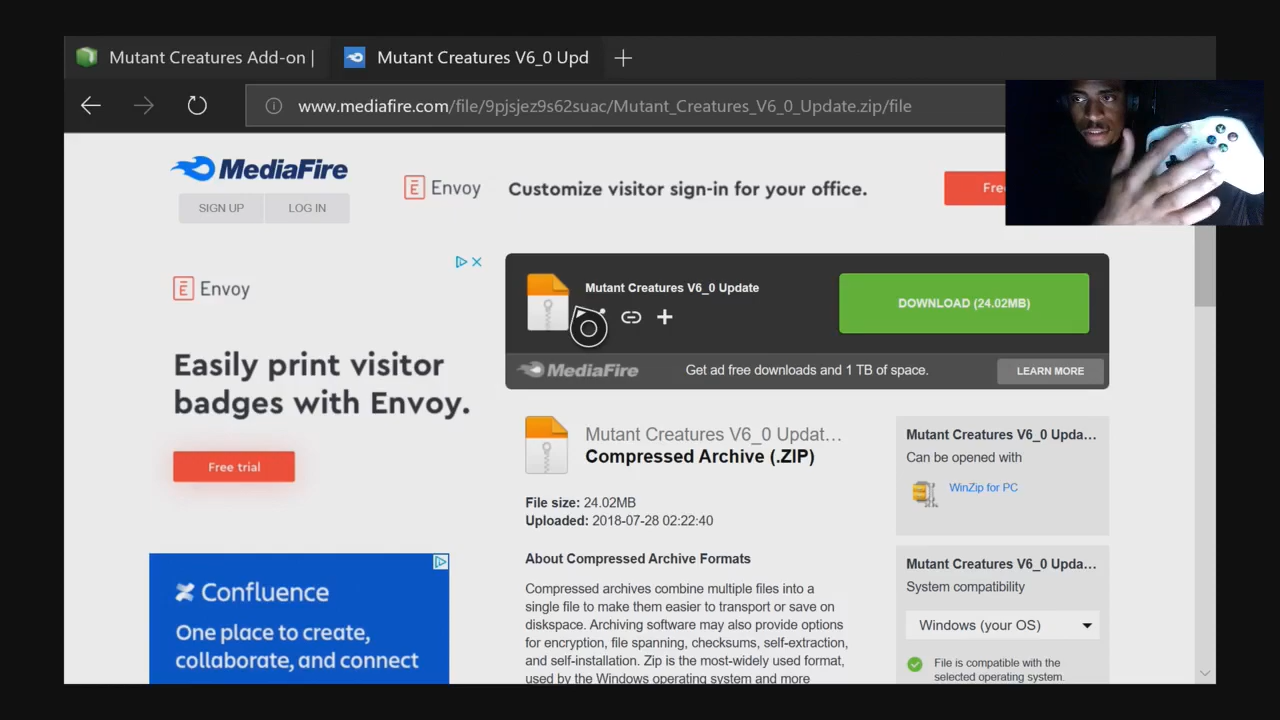 Mutant Creatures Add-on |
Mutant Creatures V6_0 Upd
www.mediafire.com/file/9pjsjez9s62suac/Mutant_Creatures_V6_0_Update.zip/file
MediaFire
SIGN UP
LOG IN
Envoy
Customize visitor sign-in for your office.
Fre
Envoy
Easily print visitor
badges with Envoy.
Free trial
Mutant Creatures V6_0 Update
DOWNLOAD (24.02MB)
MediaFire
Get ad free downloads and 1 TB of space.
LEARN MORE
Mutant Creatures V6_0 Updat…
Compressed Archive (.ZIP)
File size: 24.02MB
Uploaded: 2018-07-28 02:22:40
About Compressed Archive Formats
Compressed archives combine multiple files into a
single file to make them easier to transport or save on
diskspace. Archiving software may also provide options
for encryption, file spanning, checksums, self-extraction,
and self-installation. Zip is the most-widely used format,
used by the Windows operating system and more
Mutant Creatures V6_0 Upda…
Can be opened with
WinZip for PC
Mutant Creatures V6_0 Upda…
System compatibility
Windows (your OS)
File is compatible with the
selected operating system.
Confluence
One place to create,
collaborate, and connect